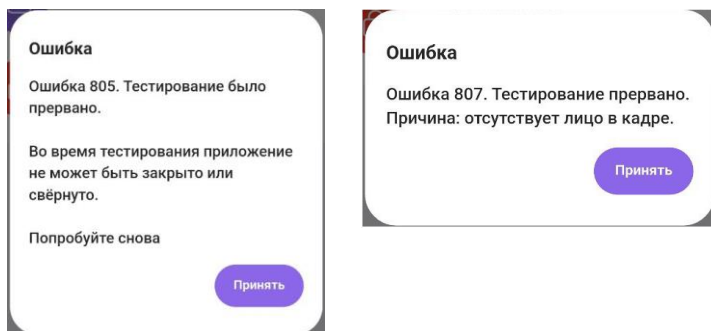 Ошибка
Ошибка 805. Тестирование было
прервано.
Во время тестирования приложение
не может быть закрыто или
свёрнуто.
Попробуйте снова
Принять
Ошибка
Ошибка 807. Тестирование прервано.
Причина: отсутствует лицо в кадре.
Принять